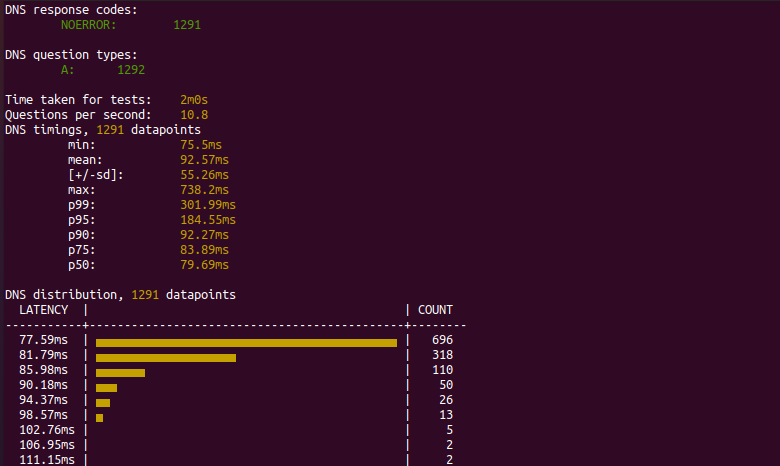 DNS response codes:
NOERROR: 1291
DNS question types:
A: 1292
Time taken for tests: 2m0s
Questions per second: 10.8
DNS timings, 1291 datapoints
min: 75.5ms
mean: 92.57ms
[+/-sd]: 55.26ms
max: 738.2ms
p99: 301.99ms
p95: 184.55ms
p90: 92.27ms
p75: 83.89ms
p50: 79.69ms
DNS distribution, 1291 datapoints
LATENCY | | COUNT
----------+---------------------------------------------+--------
77.59ms | | 696
81.79ms | | 318
85.98ms | | 110
90.18ms | | 50
94.37ms | | 26
98.57ms | | 13
102.76ms | | 5
106.95ms | | 2
111.15ms | | 2